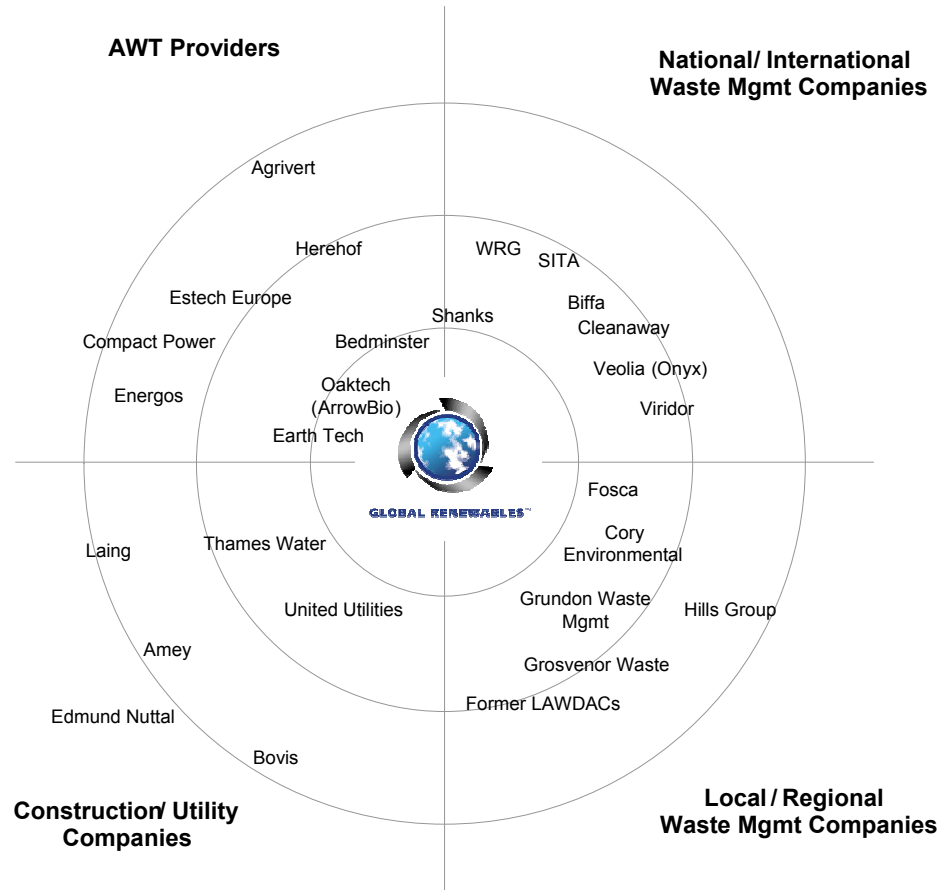 AWT Providers
National/ International
Waste Mgmt Companies
Agrivert
Herehof
WRG
SITA
Estech Europe
Biffa
Shanks
Cleanaway
Compact Power
Bedminster
Veolia (Onyx)
Energos
Oaktech
(ArrowBio)
Viridor
Earth Tech
GLOBAL RENEWABLES™
Fosca
Laing
Thames Water
Cory
Environmental
United Utilities
Grundon Waste
Mgmt
Hills Group
Amey
Grosvenor Waste
Edmund Nuttal
Former LAWDACs
Bovis
Construction/ Utility
Companies
Local / Regional
Waste Mgmt Companies